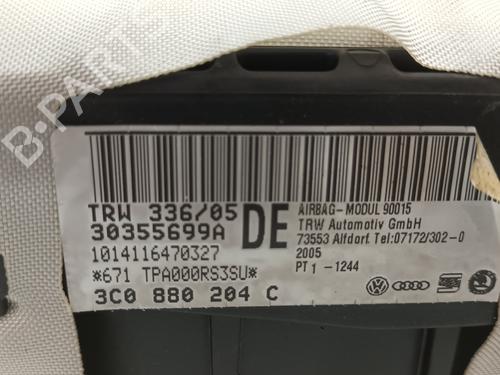 B-PARTS
TRW 336/05
30355699A
1014116470327
*671 TPA000RS3SU*
3C0 880 204 C
DE
AIRBAG-MODUL 90015
TRW Automotiv GmbH
73553 Alfdorf Tel:07172/302-0
2005
PT1 -1244